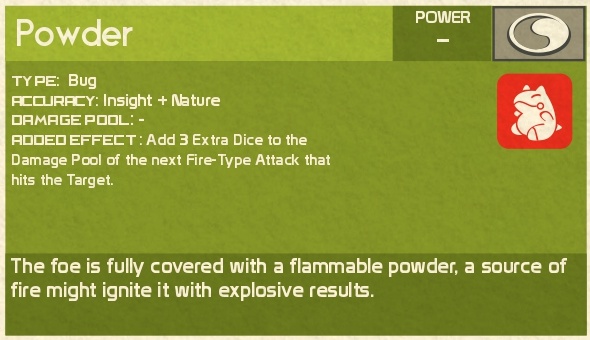 Powder
POWER
–
TYPE: Bug
ACCURACY: Insight + Nature
DAMAGE POOL: -
ADDED EFFECT: Add 3 Extra Dice to the
Damage Pool of the next Fire-Type Attack that
hits the Target.
The foe is fully covered with a flammable powder, a source of
fire might ignite it with explosive results.